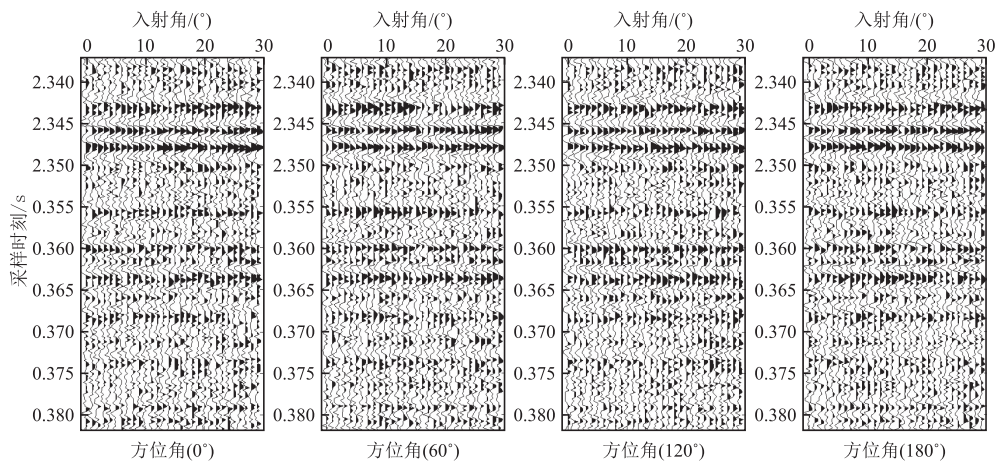 入射角/(°) 入射角/(°) 入射角/(°) 入射角/(°)
0 10 20 30 0 10 20 30 0 10 20 30 0 10 20 30
2.340 2.340 2.340 2.340
2.345 2.345 2.345 2.345
2.350 2.350 2.350 2.350
0.355 0.355 0.355 0.355
0.360 0.360 0.360 0.360
0.365 0.365 0.365 0.365
0.370 0.370 0.370 0.370
0.375 0.375 0.375 0.375
0.380 0.380 0.380 0.380
采样时刻/s
方位角(0°) 方位角(60°) 方位角(120°) 方位角(180°)